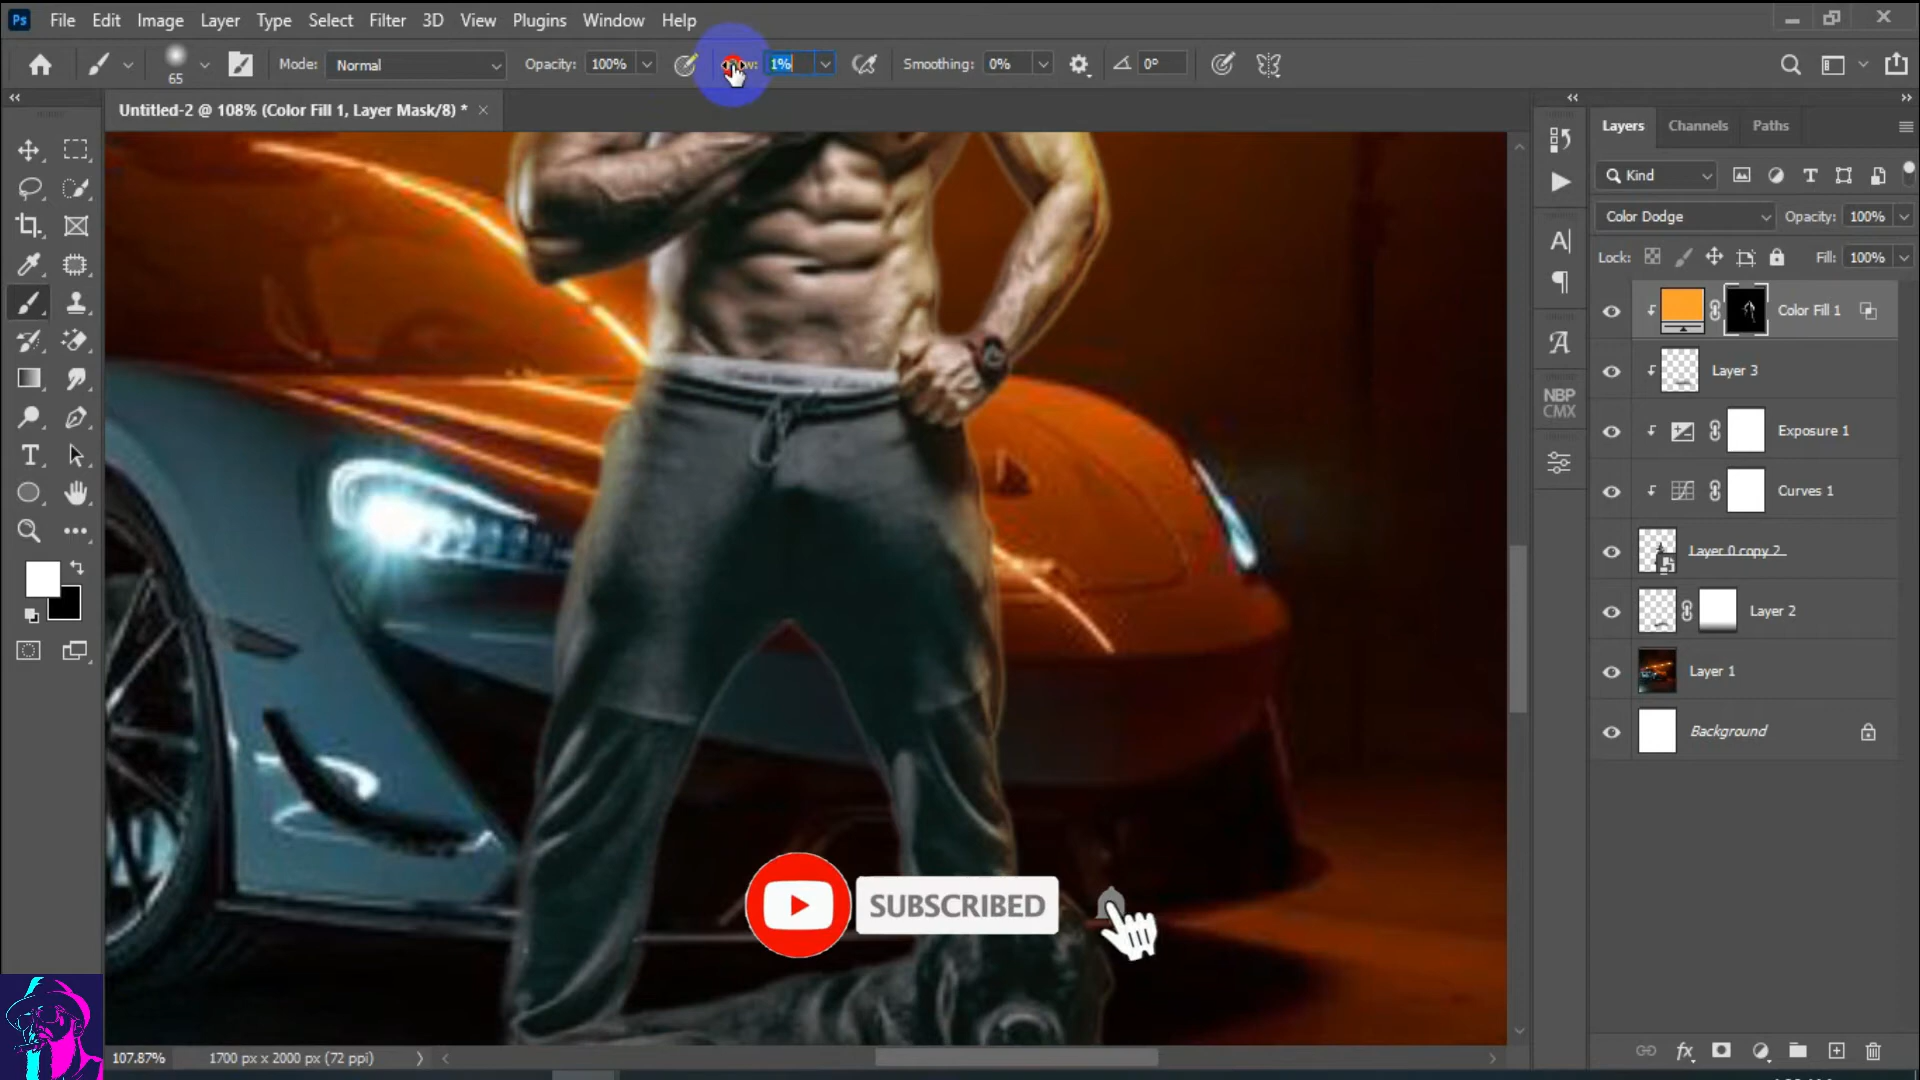 Ps File Edit Image Layer Type Select Filter 3D View Plugins Window Help
65 Mode: Normal Opacity: 100% 1% Smoothing: 0% 0°
Untitled-2 @ 108% (Color Fill 1, Layer Mask/8) *
Layers Channels Paths
Kind
Color Dodge Opacity: 100%
Lock: Fill: 100%
Color Fill 1
Layer 3
NBP
CMX
Exposure 1
Curves 1
Layer 0 copy 2
Layer 2
Layer 1
Background
SUBSCRIBED
107.87% 1700 px x 2000 px (72 ppi)